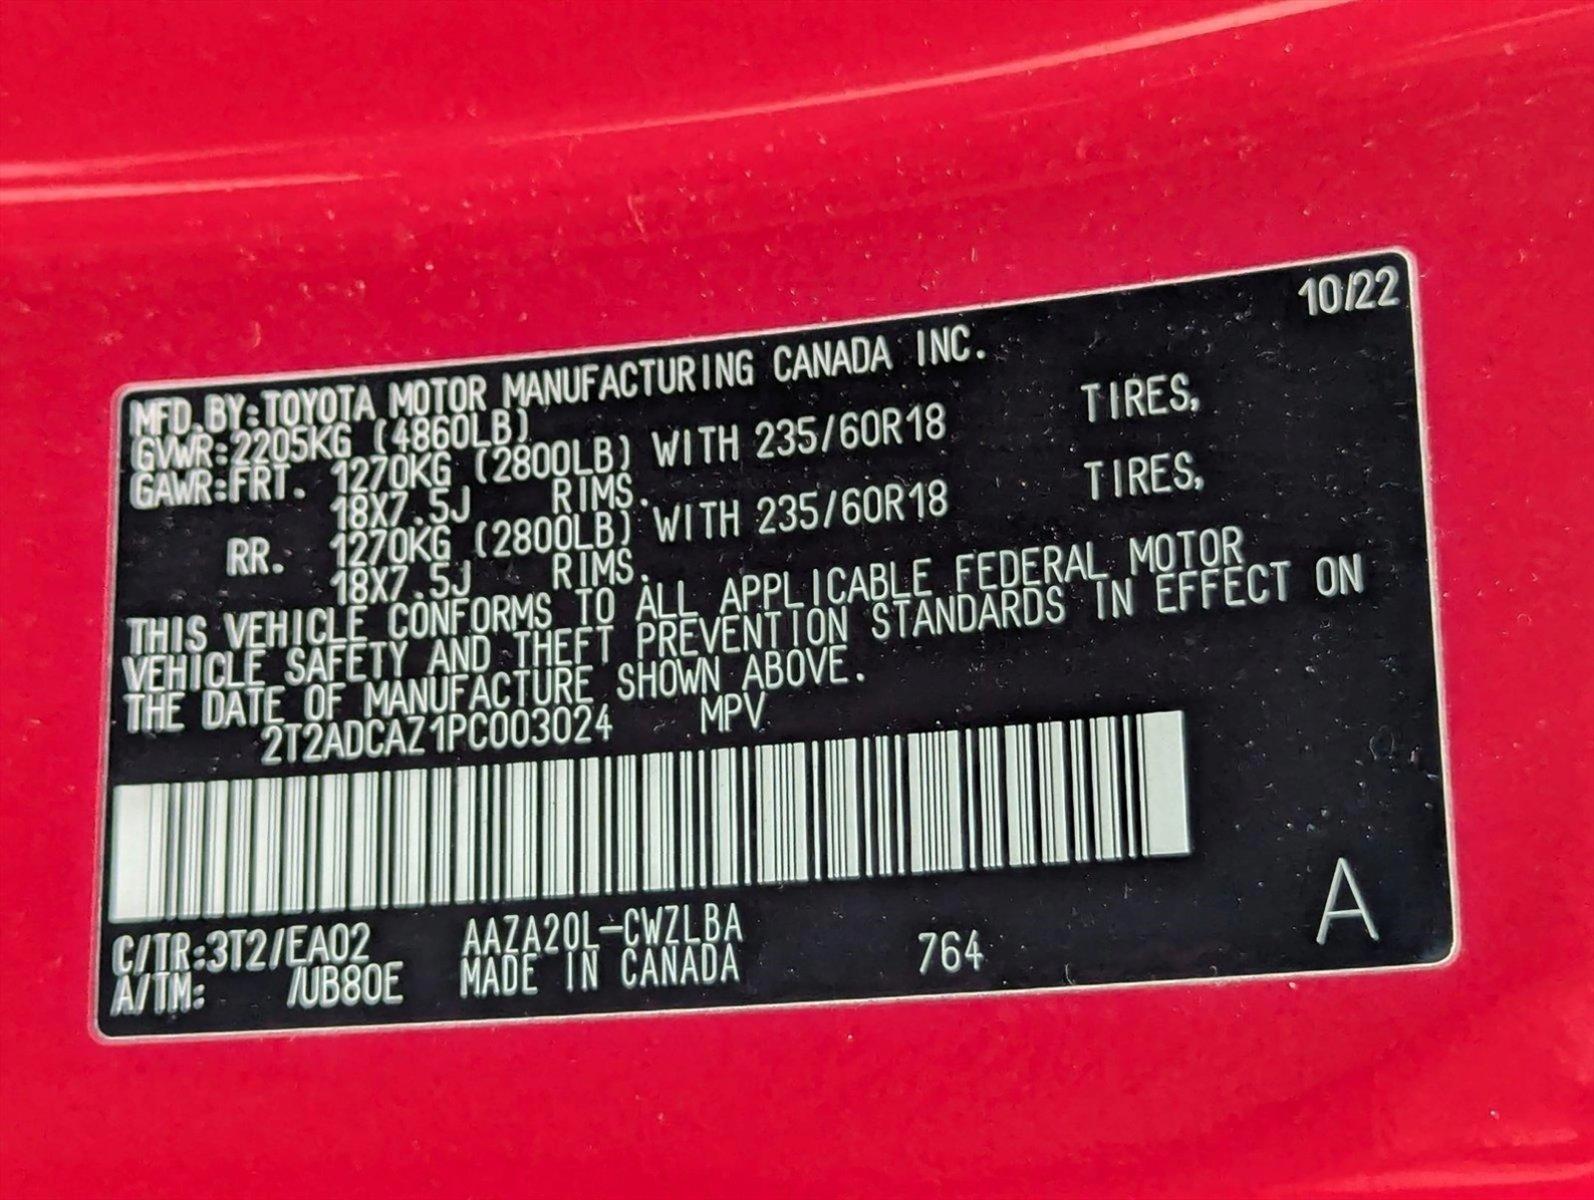 10/22
MFD.BY:TOYOTA MOTOR MANUFACTURING CANADA INC.
GVWR:2205KG (4860LB)
GAWR:FRT. 1270KG (2800LB) WITH 235/60R18 TIRES,
18X7.5J RIMS.
RR. 1270KG (2800LB) WITH 235/60R18 TIRES,
18X7.5J RIMS.
THIS VEHICLE CONFORMS TO ALL APPLICABLE FEDERAL MOTOR
VEHICLE SAFETY AND THEFT PREVENTION STANDARDS IN EFFECT ON
THE DATE OF MANUFACTURE SHOWN ABOVE.
2T2ADCAZ1PC003024 MPV
C/TR:3T2/EA02 AAZA20L-CWZLBA
A/TM: /UB80E MADE IN CANADA 764 A